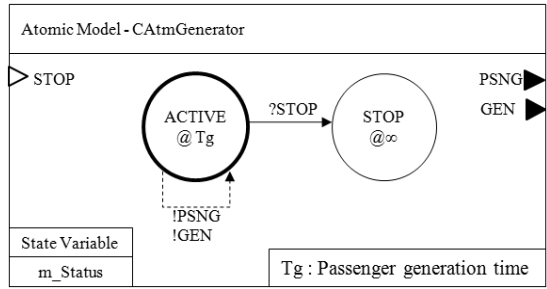 Atomic Model - CAtmGenerator
STOP
PSNG
GEN
ACTIVE
@ Tg
?STOP
STOP
@∞
!PSNG
!GEN
State Variable
m_Status
Tg : Passenger generation time